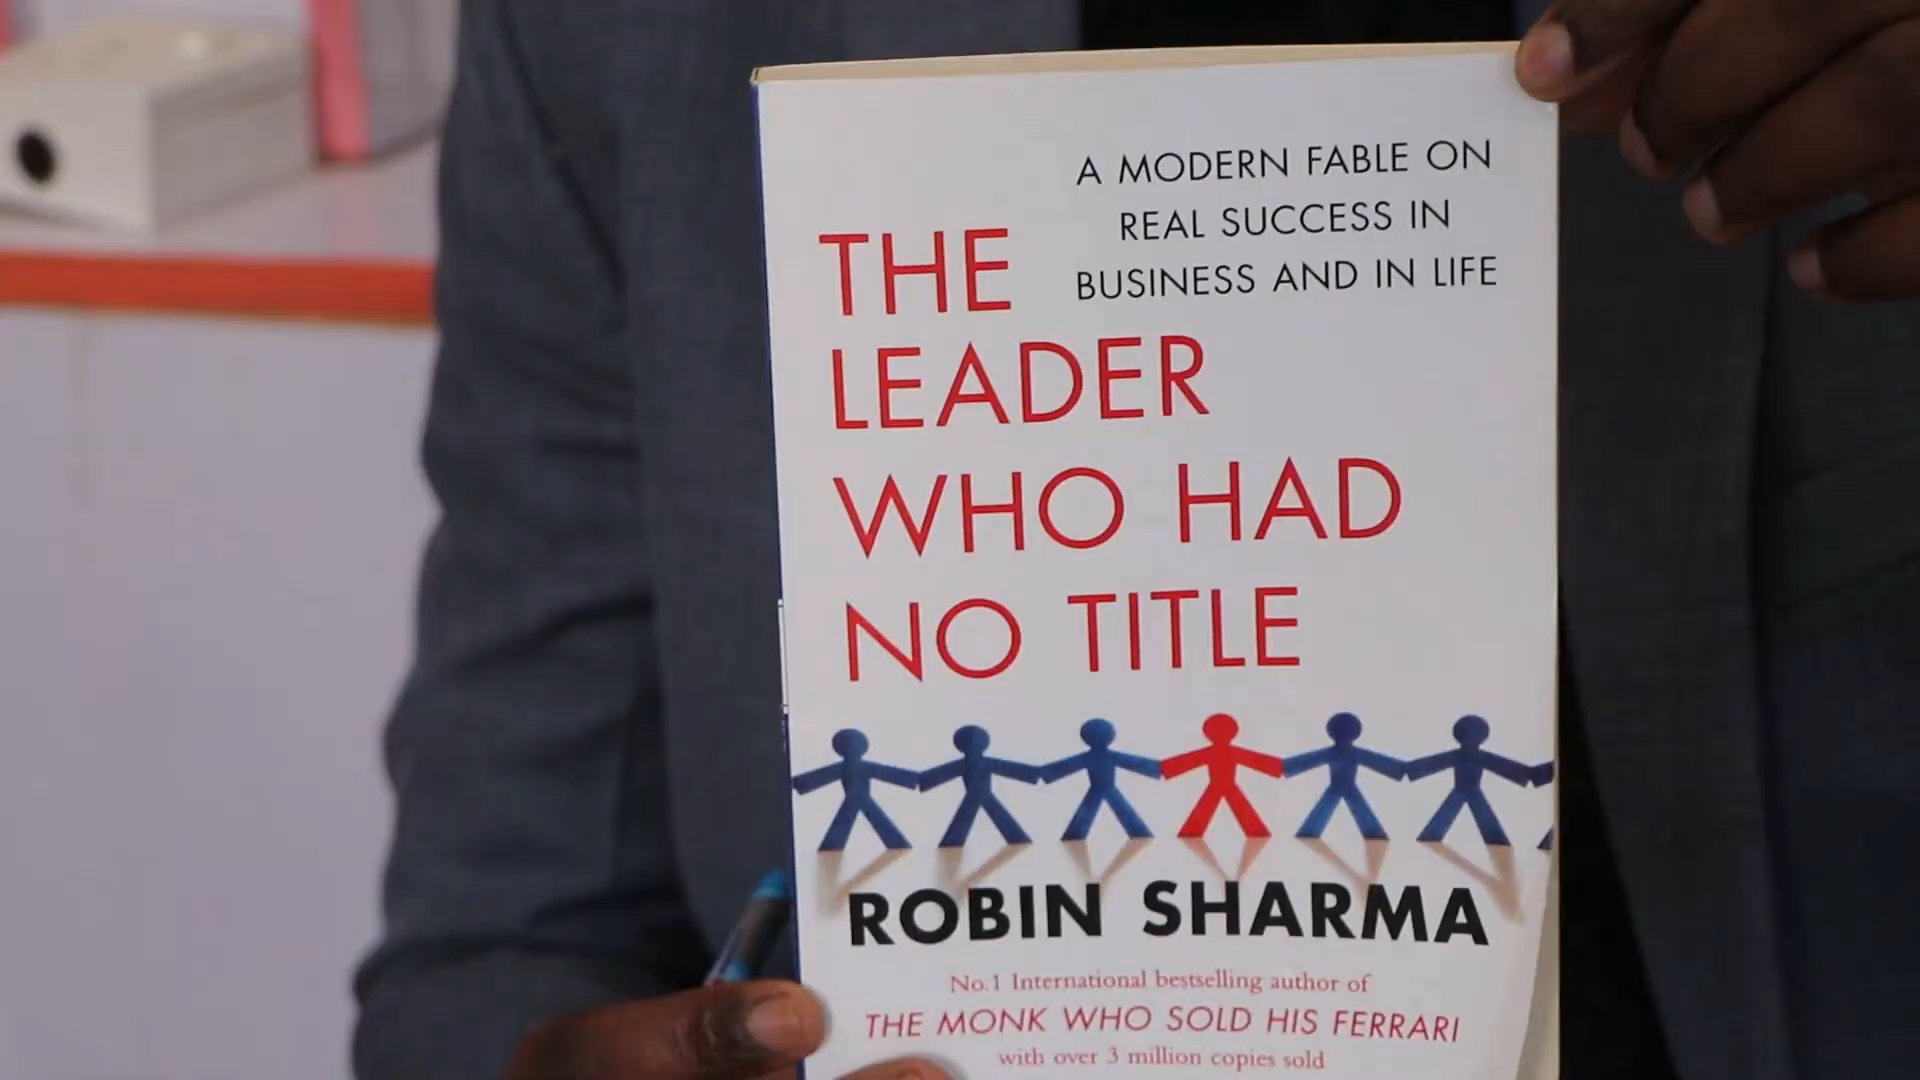 A MODERN FABLE ON
REAL SUCCESS IN
BUSINESS AND IN LIFE
THE
LEADER
WHO HAD
NO TITLE
ROBIN SHARMA
No.1 International bestselling author of
THE MONK WHO SOLD HIS FERRARI
with over 3 million copies sold